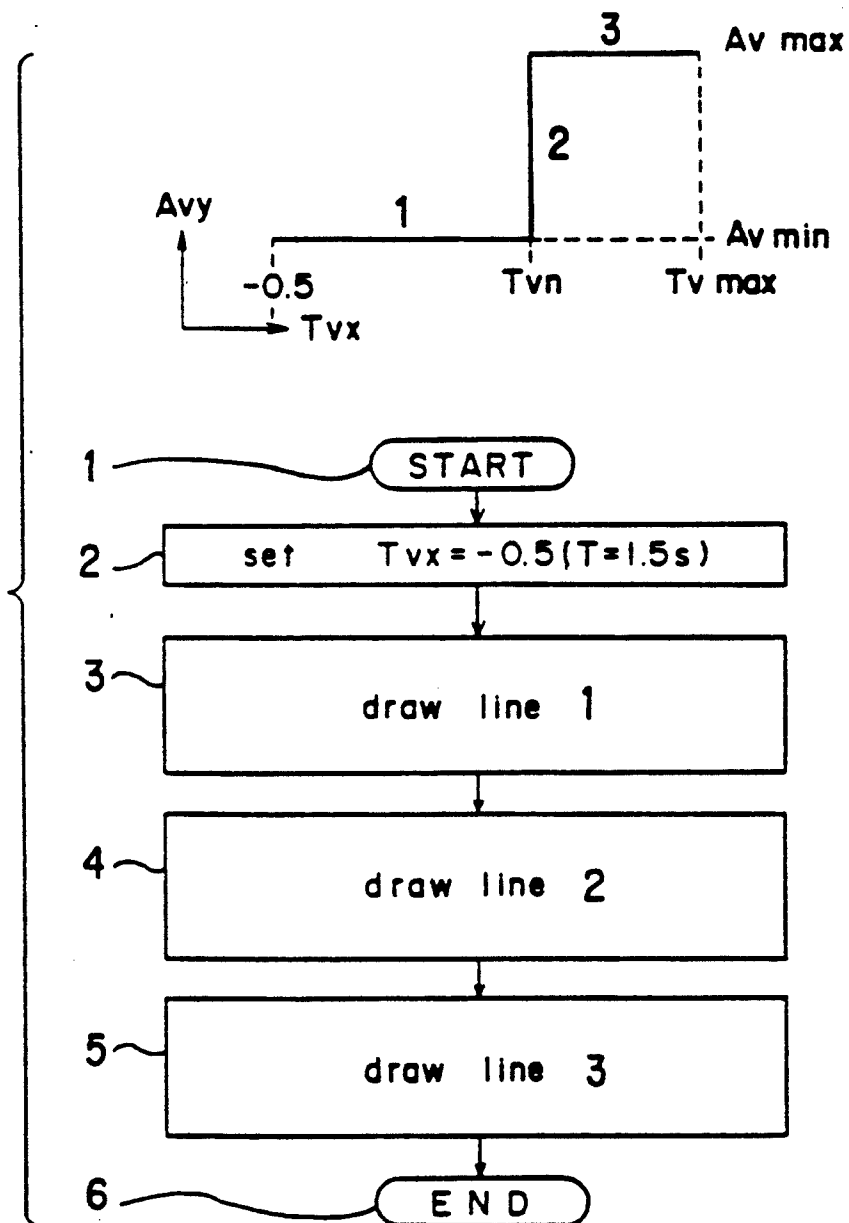 3 Av max
2
Avy 1 Av min
-0.5 Tvn Tv max
Tvx
1 START
2 set Tvx=-0.5(T=1.5s)
3 draw line 1
4 draw line 2
5 draw line 3
6 END